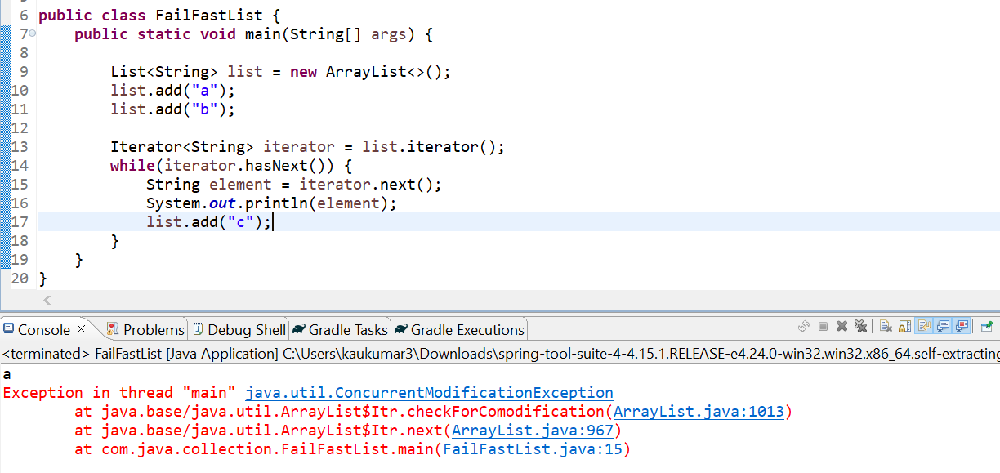 6 public class FailFastList {
7 public static void main(String[] args) {
8
9 List<String> list = new ArrayList<>();
10 list.add("a");
11 list.add("b");
12
13 Iterator<String> iterator = list.iterator();
14 while(iterator.hasNext()) {
15 String element = iterator.next();
16 System.out.println(element);
17 list.add("c");
18 }
19 }
20 }
Console Problems Debug Shell Gradle Tasks Gradle Executions
<terminated> FailFastList [Java Application] C:\Users\kaukumar3\Downloads\spring-tool-suite-4-4.15.1.RELEASE-e4.24.0-win32.win32.x86_64.self-extracting
a
Exception in thread "main" java.util.ConcurrentModificationException
at java.base/java.util.ArrayList$Itr.checkForComodification(ArrayList.java:1013)
at java.base/java.util.ArrayList$Itr.next(ArrayList.java:967)
at com.java.collection.FailFastList.main(FailFastList.java:15)